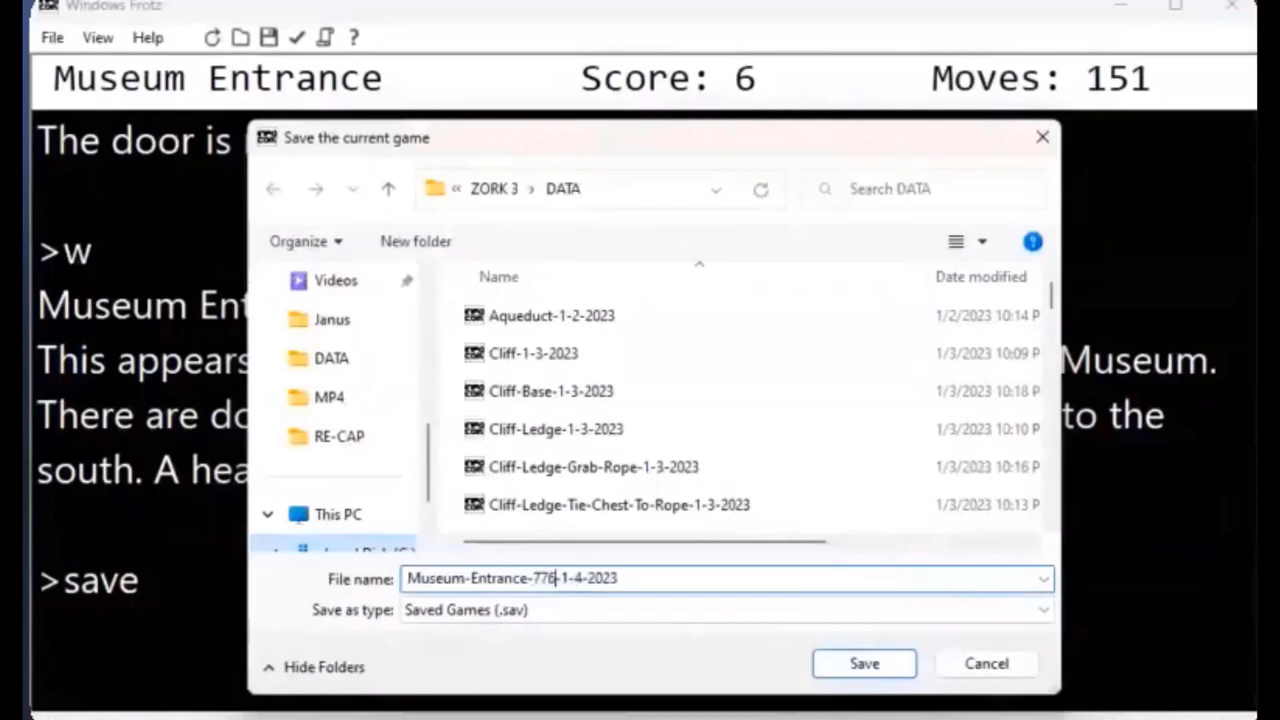 Windows Frotz
File View Help
Museum Entrance Score: 6 Moves: 151
The door is
Save the current game
ZORK 3 › DATA
Search DATA
Organize New folder
Videos
Janus
DATA
MP4
RE-CAP
This PC
Name Date modified
Aqueduct-1-2-2023 1/2/2023 10:14 P
Cliff-1-3-2023 1/3/2023 10:09 P
Cliff-Base-1-3-2023 1/3/2023 10:18 P
Cliff-Ledge-1-3-2023 1/3/2023 10:10 P
Cliff-Ledge-Grab-Rope-1-3-2023 1/3/2023 10:16 P
Cliff-Ledge-Tie-Chest-To-Rope-1-3-2023 1/3/2023 10:13 P
File name: Museum-Entrance-776-1-4-2023
Save as type: Saved Games (.sav)
Hide Folders
Save Cancel
>w
Museum Ent
This appears Museum.
There are do to the
south. A hea
>save